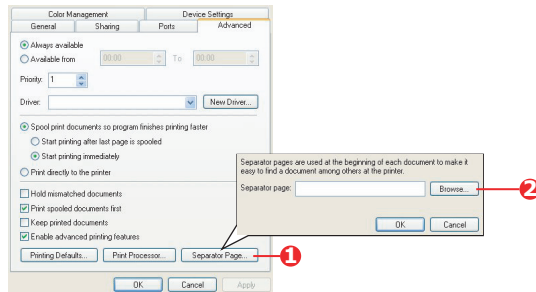 Color Management Device Settings
General Sharing Ports Advanced
Always available
Available from 00:00 To 00:00
Priority: 1
Driver: New Driver...
Spool print documents so program finishes printing faster
Start printing after last page is spooled
Start printing immediately
Print directly to the printer
Separator pages are used at the beginning of each document to make it
easy to find a document among others at the printer.
Separator page: Browse... 2
OK Cancel
Hold mismatched documents
Print spooled documents first
Keep printed documents
Enable advanced printing features
Printing Defaults... Print Processor... Separator Page... 1
OK Cancel Apply